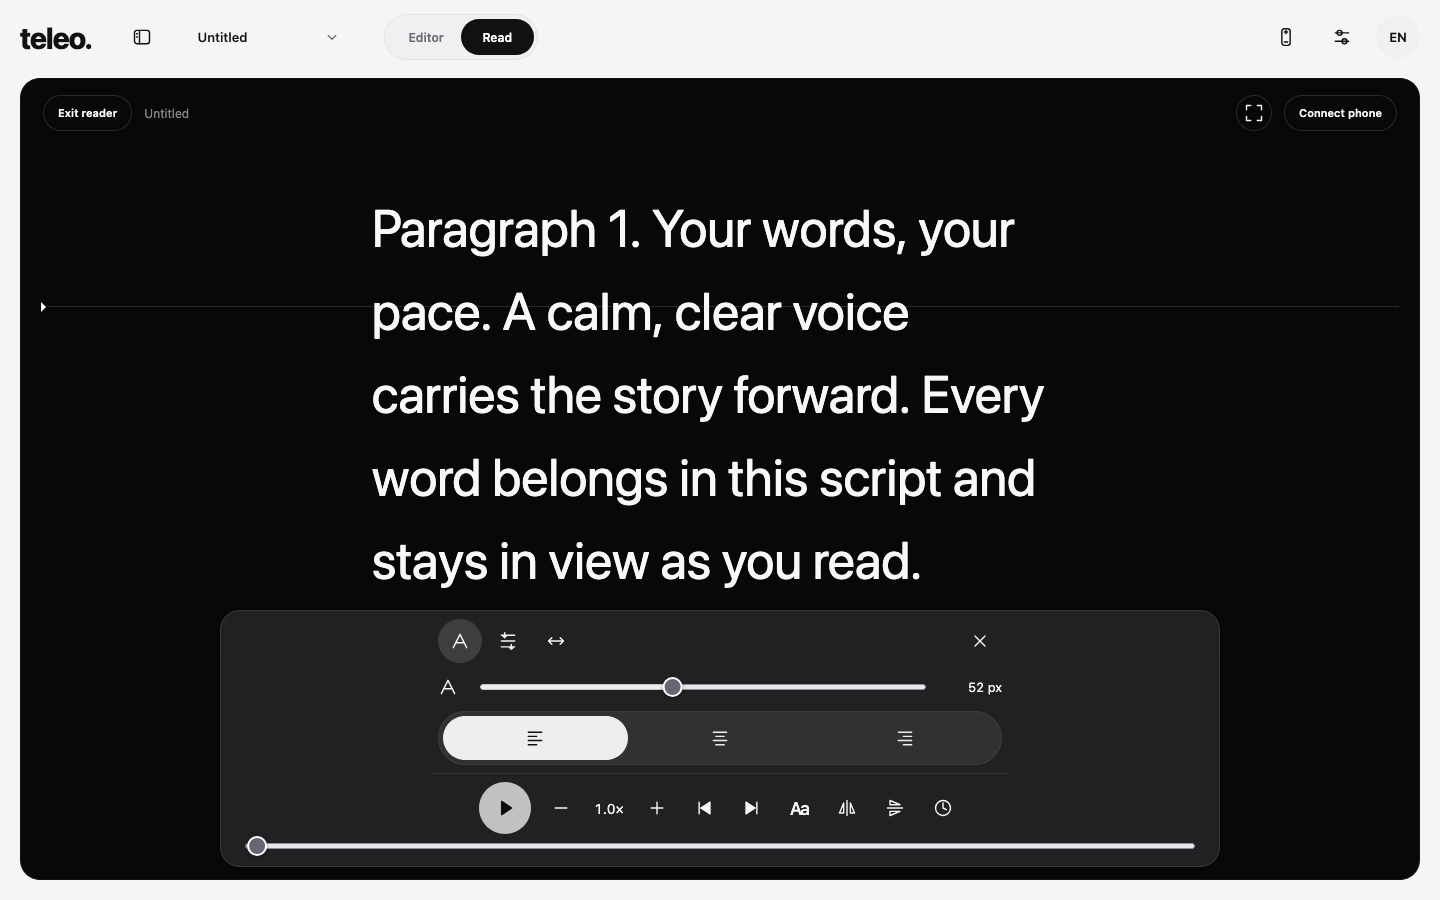 teleo.
Untitled
Editor
Read
EN
Exit reader
Untitled
Connect phone
Paragraph 1. Your words, your
pace. A calm, clear voice
carries the story forward. Every
word belongs in this script and
stays in view as you read.
52 px
1.0×
Aa